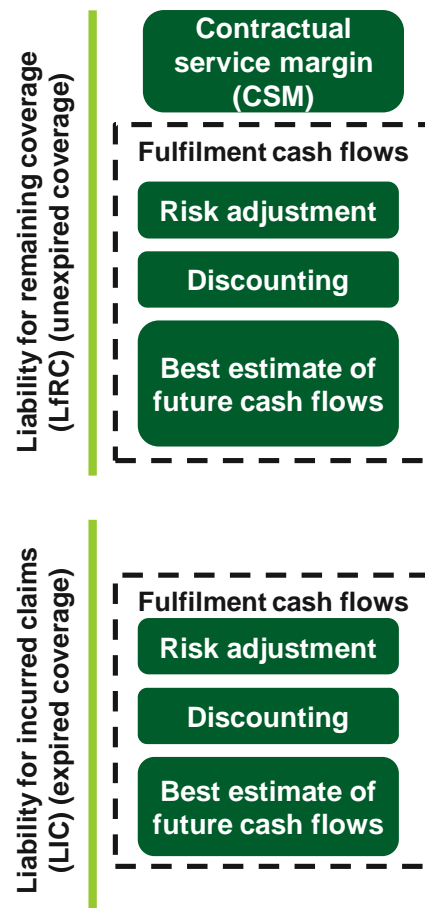 Liability for remaining coverage
(LfRC) (unexpired coverage)
Contractual
service margin
(CSM)
Fulfilment cash flows
Risk adjustment
Discounting
Best estimate of
future cash flows
Liability for incurred claims
(LIC) (expired coverage)
Fulfilment cash flows
Risk adjustment
Discounting
Best estimate of
future cash flows